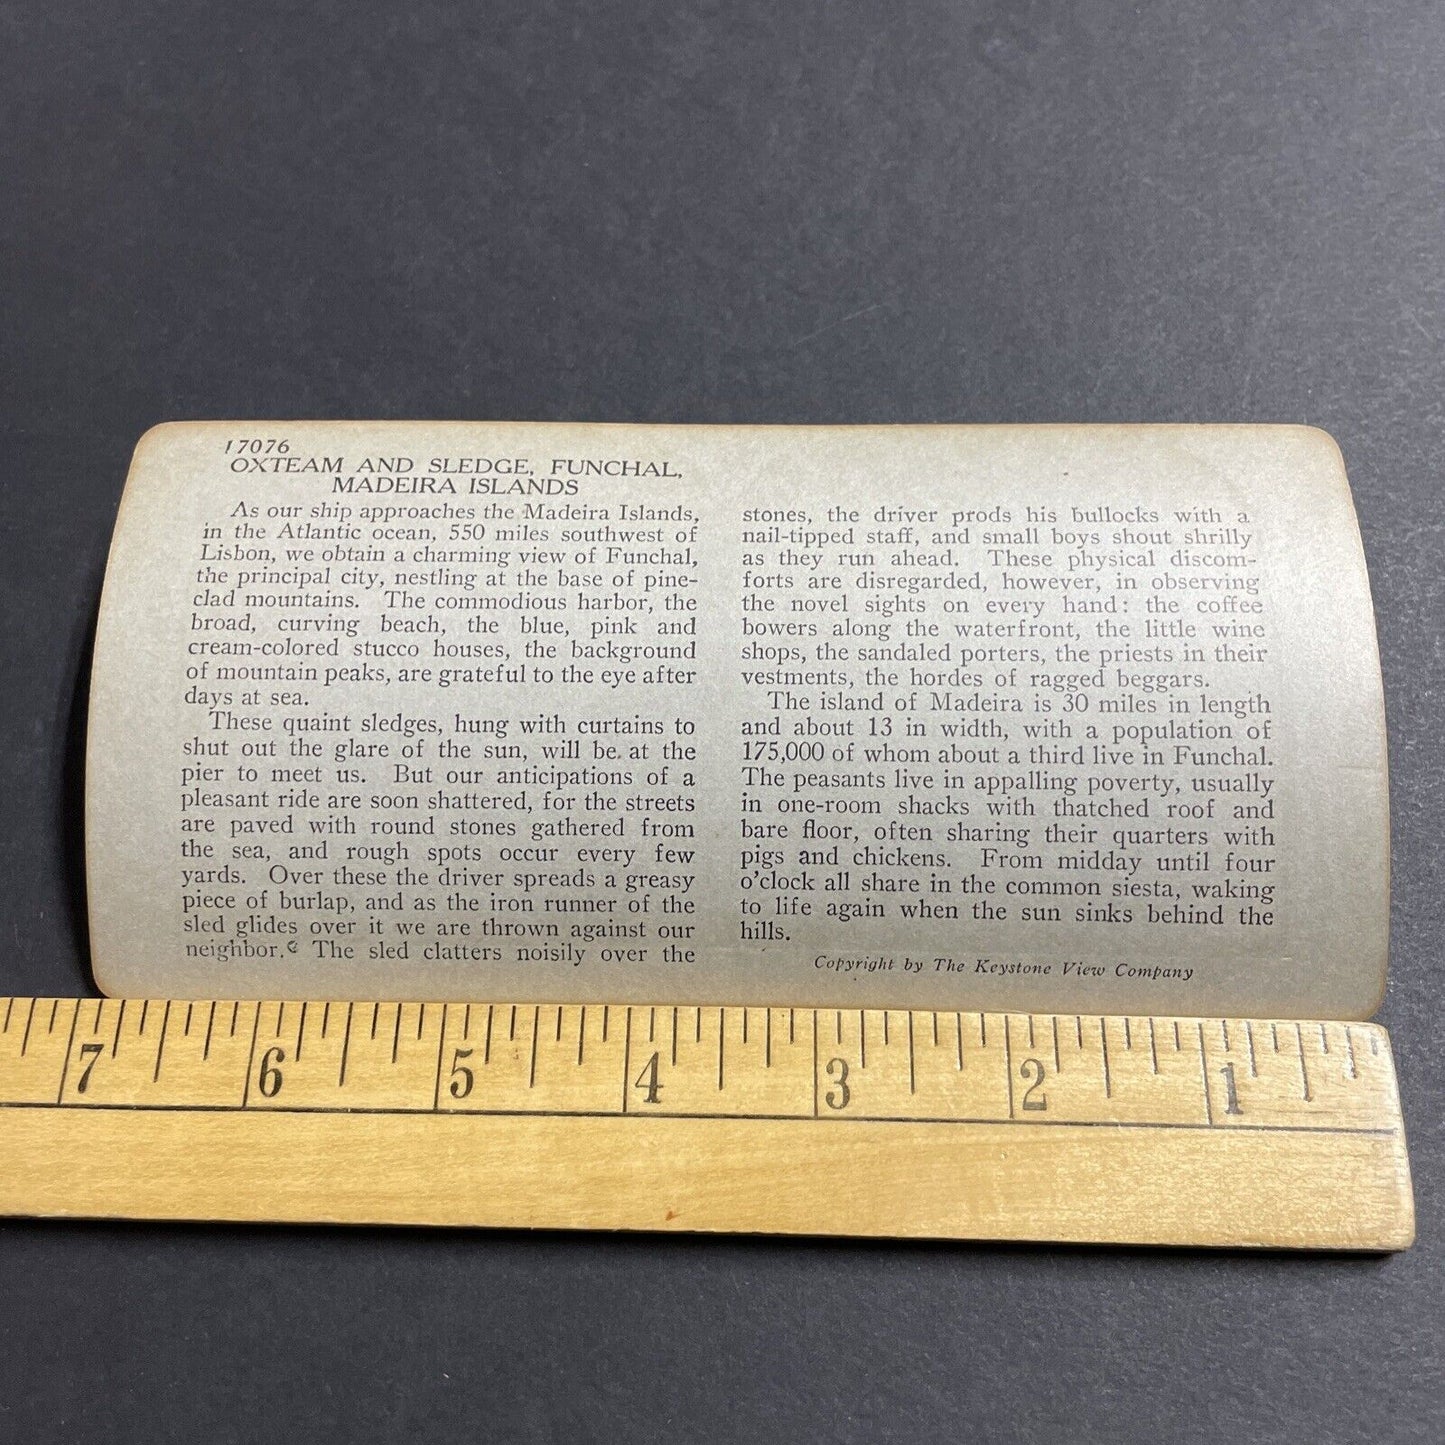 17076
OXTEAM AND SLEDGE, FUNCHAL,
MADEIRA ISLANDS
As our ship approaches the Madeira Islands,
in the Atlantic ocean, 550 miles southwest of
Lisbon, we obtain a charming view of Funchal,
the principal city, nestling at the base of pine-
clad mountains. The commodious harbor, the
broad, curving beach, the blue, pink and
cream-colored stucco houses, the background
of mountain peaks, are grateful to the eye after
days at sea.
These quaint sledges, hung with curtains to
shut out the glare of the sun, will be. at the
pier to meet us. But our anticipations of a
pleasant ride are soon shattered, for the streets
are paved with round stones gathered from
the sea, and rough spots occur every few
yards. Over these the driver spreads a greasy
piece of burlap, and as the iron runner of the
sled glides over it we are thrown against our
neighbor. The sled clatters noisily over the
stones, the driver prods his bullocks with a
nail-tipped staff, and small boys shout shrilly
as they run ahead. These physical discom-
forts are disregarded, however, in observing
the novel sights on every hand: the coffee
bowers along the waterfront, the little wine
shops, the sandaled porters, the priests in their
vestments, the hordes of ragged beggars.
The island of Madeira is 30 miles in length
and about 13 in width, with a population of
175,000 of whom about a third live in Funchal.
The peasants live in appalling poverty, usually
in one-room shacks with thatched roof and
bare floor, often sharing their quarters with
pigs and chickens. From midday until four
o'clock all share in the common siesta, waking
to life again when the sun sinks behind the
hills.
Copyright by The Keystone View Company
7 6 5 4 3 2 1